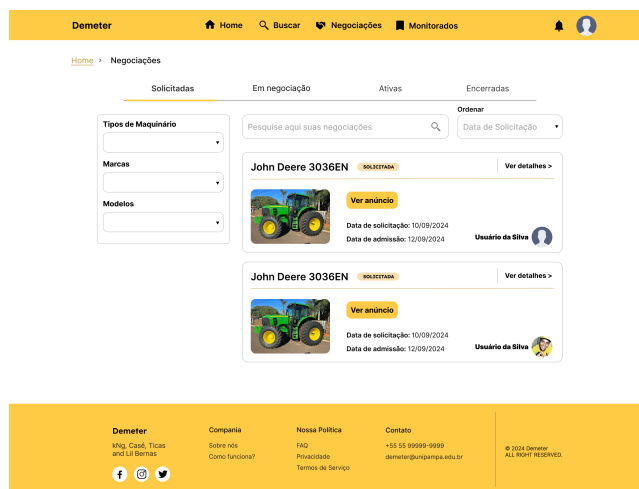 Demeter
Home
Buscar
Negociações
Monitorados
Home > Negociações
Solicitadas
Em negociação
Ativas
Encerradas
Ordenar
Tipos de Maquinário
Pesquise aqui suas negociações
Data de Solicitação
Marcas
Modelos
John Deere 3036EN
SOLICITADA
Ver detalhes >
Ver anúncio
Data de solicitação: 10/09/2024
Data de admissão: 12/09/2024
Usuário da Silva
John Deere 3036EN
SOLICITADA
Ver detalhes >
Ver anúncio
Data de solicitação: 10/09/2024
Data de admissão: 12/09/2024
Usuário da Silva
Demeter
kNg, Casé, Ticas
and Lil Bernas
Compania
Sobre nós
Como funciona?
Nossa Política
FAQ
Privacidade
Termos de Serviço
Contato
+55 55 99999-9999
demeter@unipampa.edu.br
© 2024 Demeter
ALL RIGHT RESERVED.